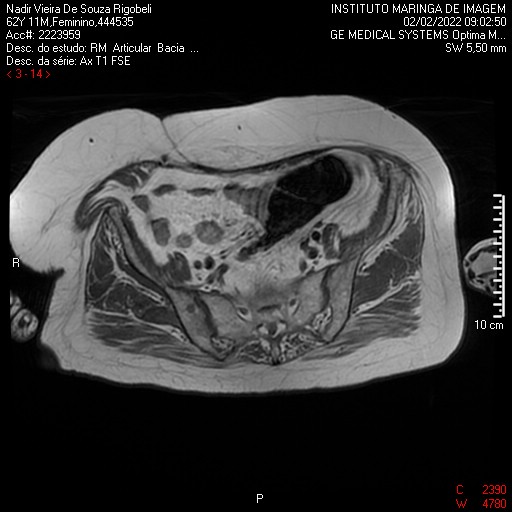 Nadir Vieira De Souza Rigobeli
62Y 11M,Feminino,444535
Acc#: 2223959
Desc. do estudo: RM Articular Bacia ...
Desc. da série: Ax T1 FSE
< 3 - 14 >
INSTITUTO MARINGA DE IMAGEM
02/02/2022 09:02:50
GE MEDICAL SYSTEMS Optima M...
SW 5,50 mm
R
10 cm
P
C 2390
W 4780